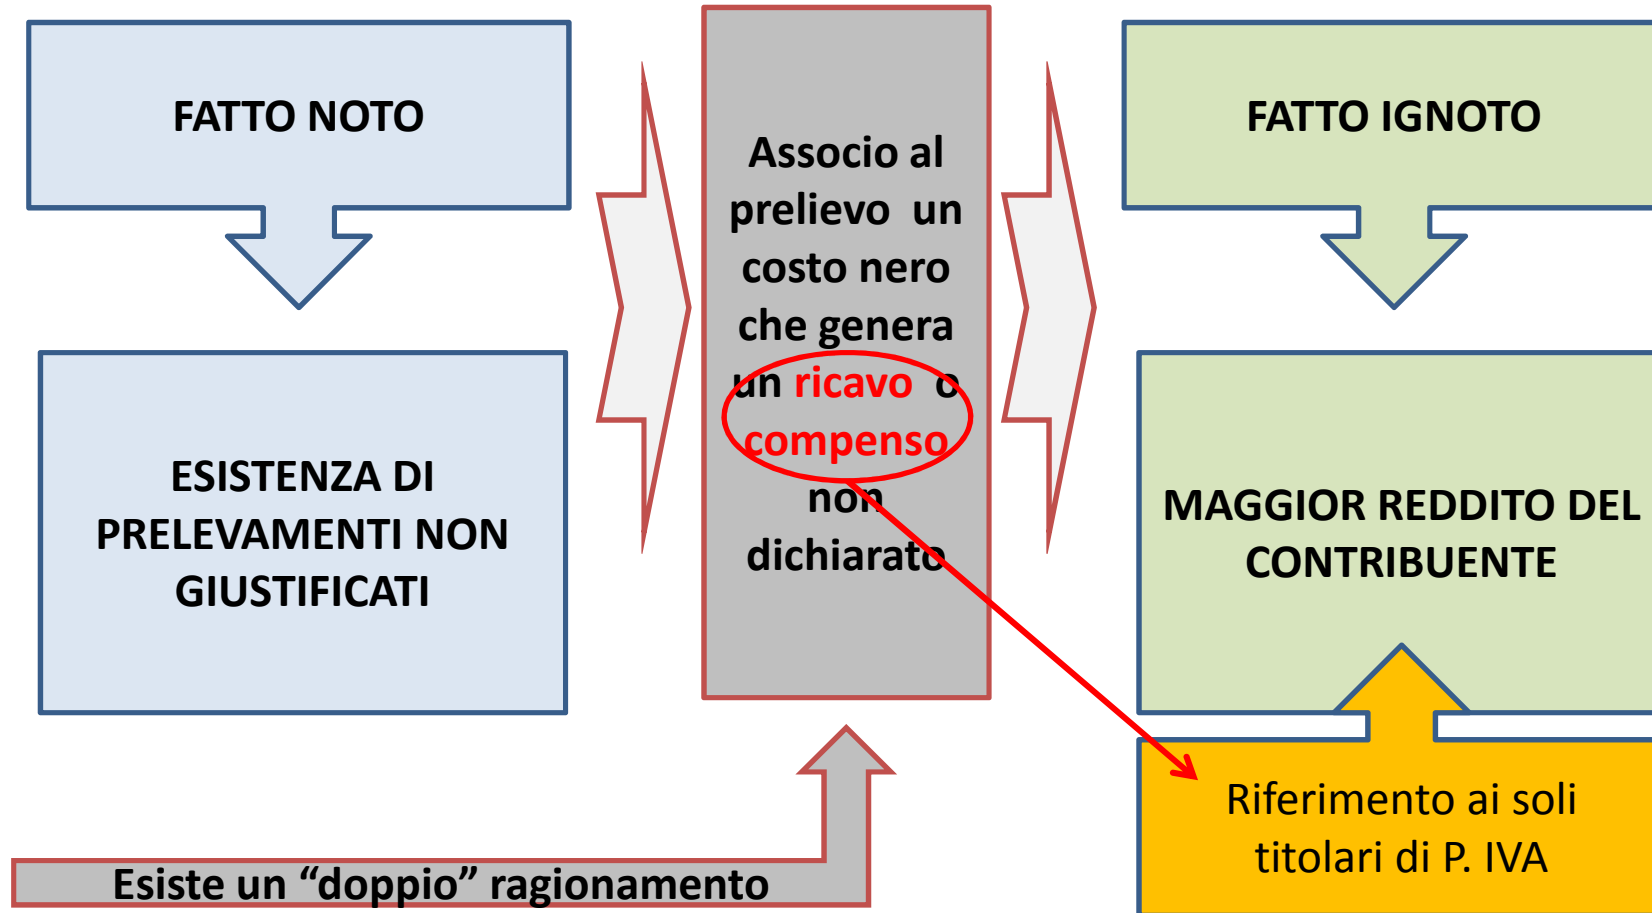 FATTO NOTO
ESISTENZA DI
PRELEVAMENTI NON
GIUSTIFICATI
Associo al
prelievo un
costo nero
che genera
un ricavo o
compenso
non
dichiarato
FATTO IGNOTO
MAGGIOR REDDITO DEL
CONTRIBUENTE
Riferimento ai soli
titolari di P. IVA
Esiste un “doppio” ragionamento